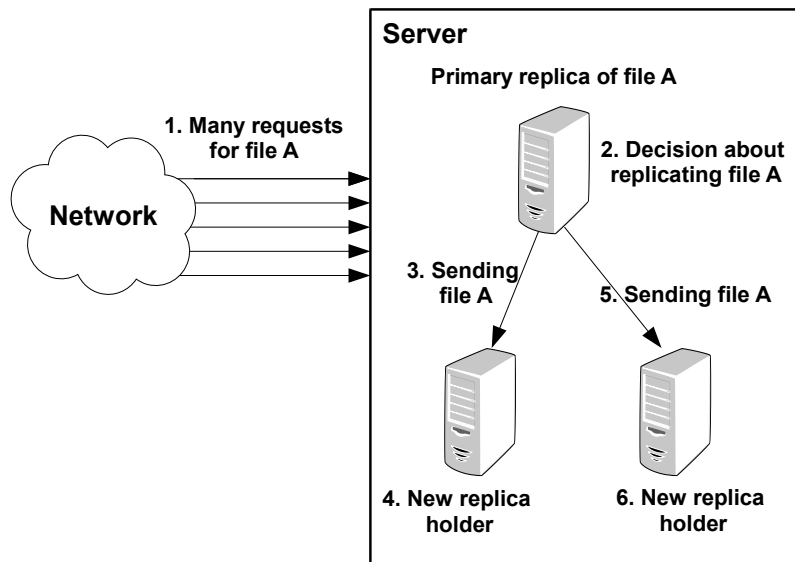 Server
Primary replica of file A
1. Many requests
for file A
2. Decision about
replicating file A
Network
3. Sending
file A
5. Sending file A
4. New replica
holder
6. New replica
holder